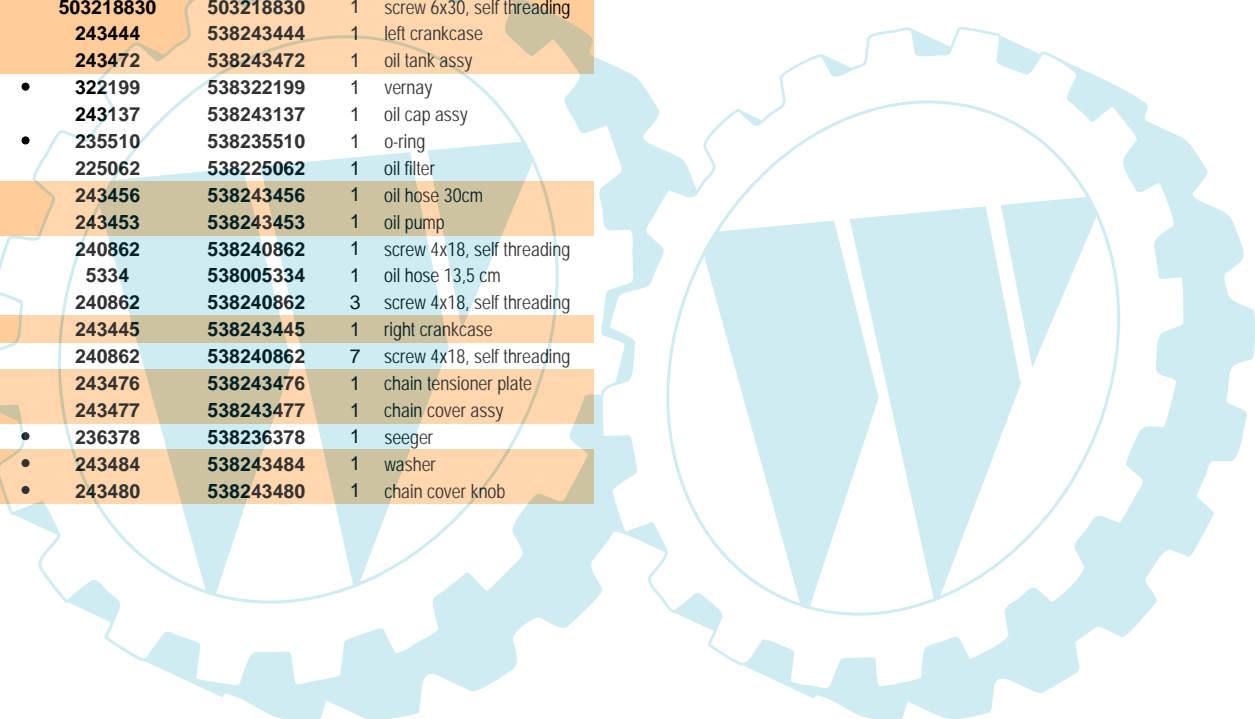 503218830 503218830 1 screw 6x30, self threading
243444 538243444 1 left crankcase
243472 538243472 1 oil tank assy
• 322199 538322199 1 vernay
243137 538243137 1 oil cap assy
• 235510 538235510 1 o-ring
225062 538225062 1 oil filter
243456 538243456 1 oil hose 30cm
243453 538243453 1 oil pump
240862 538240862 1 screw 4x18, self threading
5334 538005334 1 oil hose 13,5 cm
240862 538240862 3 screw 4x18, self threading
243445 538243445 1 right crankcase
240862 538240862 7 screw 4x18, self threading
243476 538243476 1 chain tensioner plate
243477 538243477 1 chain cover assy
• 236378 538236378 1 seeger
• 243484 538243484 1 washer
• 243480 538243480 1 chain cover knob